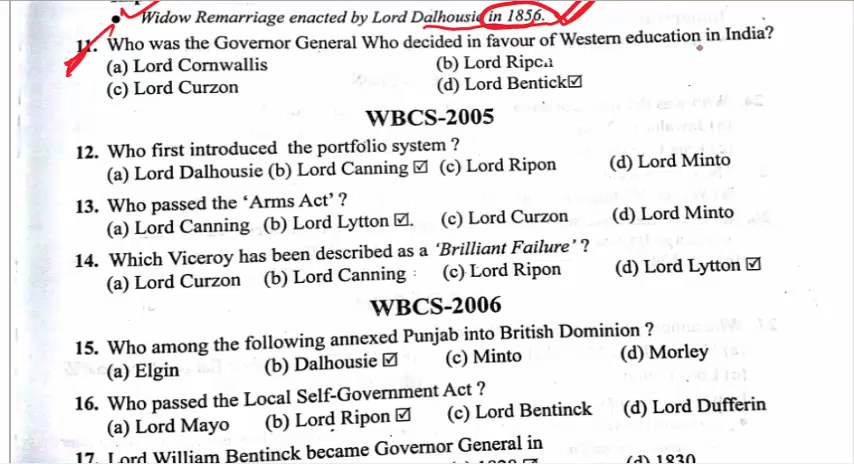 • Widow Remarriage enacted by Lord Dalhousie in 1856.
11. Who was the Governor General Who decided in favour of Western education in India?
(a) Lord Cornwallis (b) Lord Ripon
(c) Lord Curzon (d) Lord Bentick☑
WBCS-2005
12. Who first introduced the portfolio system ?
(a) Lord Dalhousie (b) Lord Canning ☑ (c) Lord Ripon (d) Lord Minto
13. Who passed the ‘Arms Act’ ?
(a) Lord Canning (b) Lord Lytton ☑. (c) Lord Curzon (d) Lord Minto
14. Which Viceroy has been described as a ‘Brilliant Failure’ ?
(a) Lord Curzon (b) Lord Canning (c) Lord Ripon (d) Lord Lytton ☑
WBCS-2006
15. Who among the following annexed Punjab into British Dominion ?
(a) Elgin (b) Dalhousie ☑ (c) Minto (d) Morley
16. Who passed the Local Self-Government Act ?
(a) Lord Mayo (b) Lord Ripon ☑ (c) Lord Bentinck (d) Lord Dufferin
17. Lord William Bentinck became Governor General in
(d) 1830